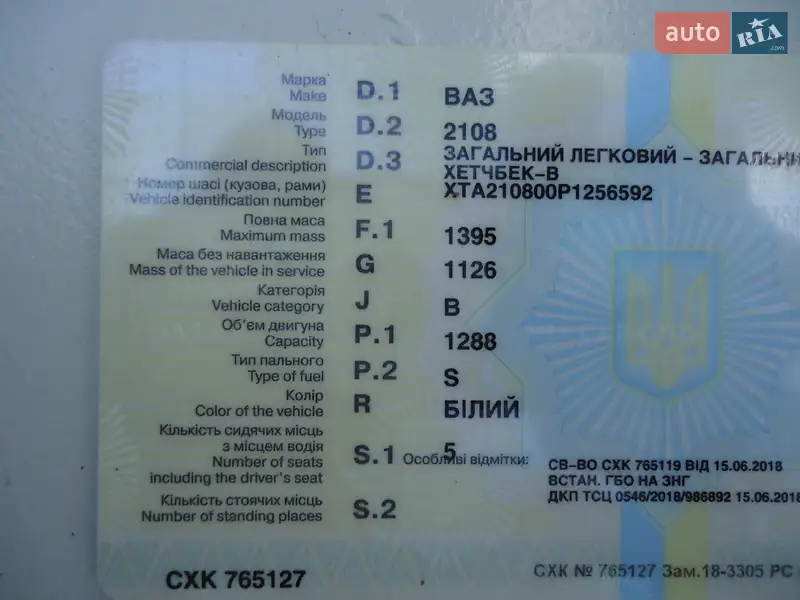 auto RIA .com
Марка
Make D.1 ВАЗ
Модель
Type D.2 2108
Тип
Commercial description D.3 ЗАГАЛЬНИЙ ЛЕГКОВИЙ – ЗАГАЛЬНИ
ХЕТЧБЕК-В
Номер шасі (кузова, рами)
Vehicle identification number E XTA210800P1256592
Повна маса
Maximum mass F.1 1395
Маса без навантаження
Mass of the vehicle in service G 1126
Категорія
Vehicle category J B
Об'єм двигуна
Capacity P.1 1288
Тип пального
Type of fuel P.2 S
Колір
Color of the vehicle R БІЛИЙ
Кількість сидячих місць
з місцем водія
Number of seats S.1 5
including the driver's seat
Особливі відмітки: СВ-ВО СХК 765119 ВІД 15.06.2018
ВСТАН. ГБО НА ЗНГ
ДКП ТСЦ 0546/2018/986892 15.06.2018
Кількість стоячих місць
Number of standing places S.2
СХК 765127
СХК № 765127 Зам.18-3305 РС